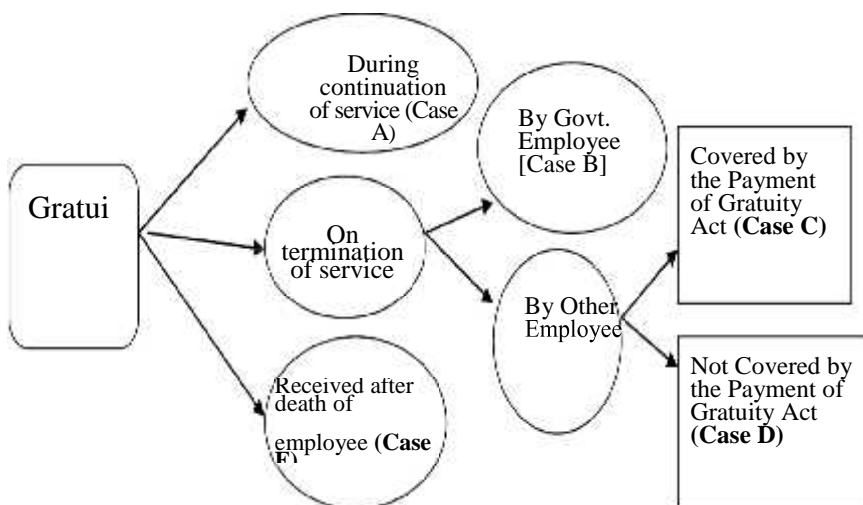 Gratui
During
continuation
of service (Case
A)
On
termination
of service
Received after
death of
employee (Case
By Govt.
Employee
[Case B]
By Other
Employee
Covered by
the Payment
of Gratuity
Act (Case C)
Not Covered by
the Payment of
Gratuity Act
(Case D)